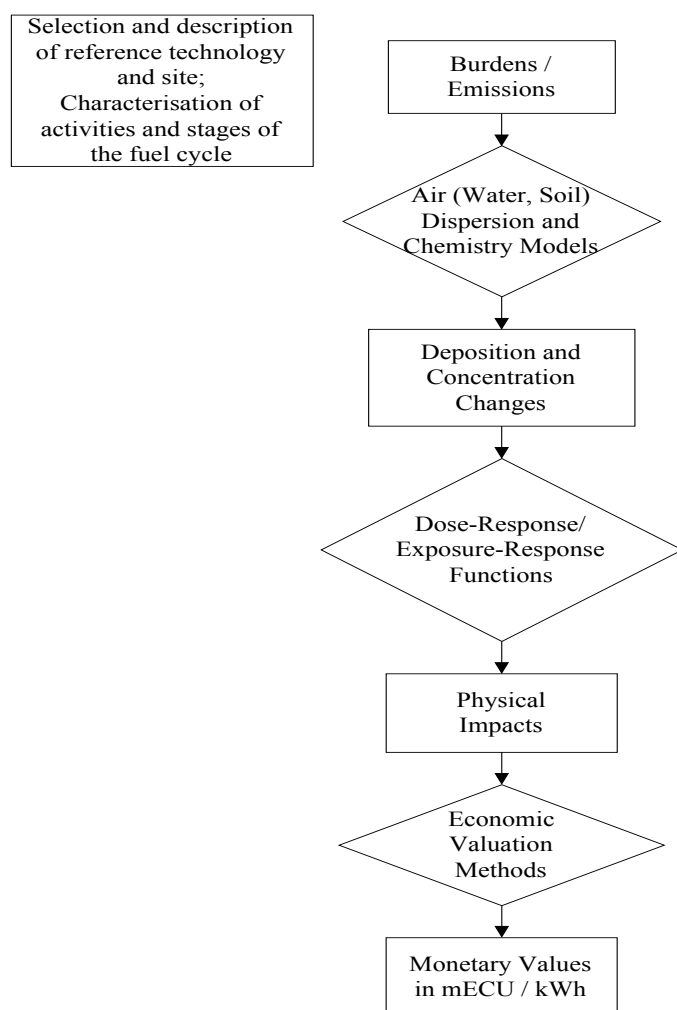 Selection and description
of reference technology
and site;
Characterisation of
activities and stages of
the fuel cycle
Burdens /
Emissions
Air (Water, Soil)
Dispersion and
Chemistry Models
Deposition and
Concentration
Changes
Dose-Response/
Exposure-Response
Functions
Physical
Impacts
Economic
Valuation
Methods
Monetary Values
in mECU / kWh